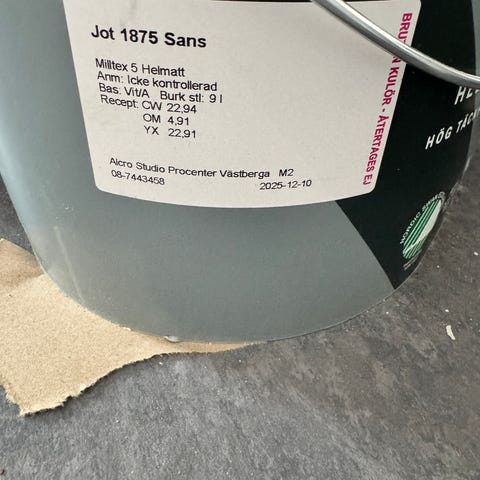 Jot 1875 Sans
Milltex 5 Helmatt
Anm: Icke kontrollerad
Bas: Vit/A Burk stl: 9 l
Recept: CW 22,94
OM 4,91
YX 22,91
Alcro Studio Procenter Västberga M2
08-7443458 2025-12-10
KULÖR - ÅTERTAGES EJ
HÖG